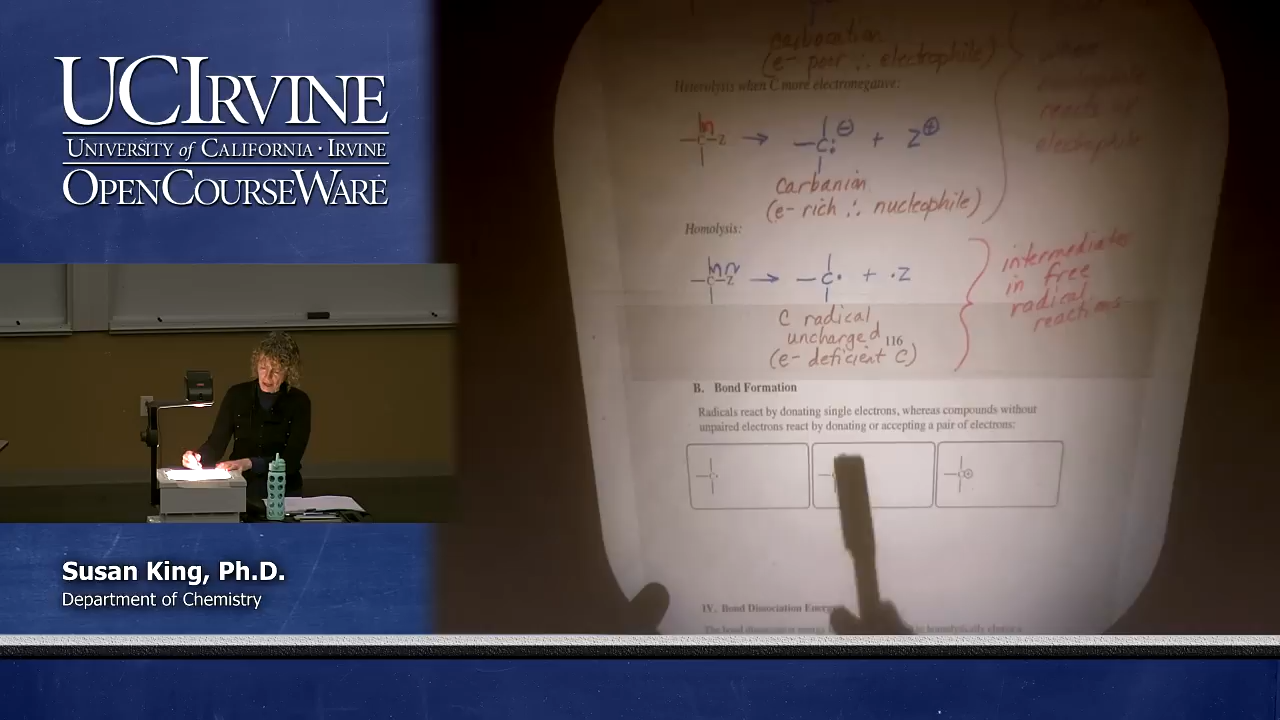 UCIRVINE
UNIVERSITY of CALIFORNIA · IRVINE
OPENCOURSEWARE
Susan King, Ph.D.
Department of Chemistry
carbocation
(e- poor ∴ electrophile)
Heterolysis when C more electronegative:
—C—Z → —C:⊖ + Z⊕
carbanion
(e- rich ∴ nucleophile)
reacts
electrophile
Homolysis:
—C—Z → —C· + ·Z
C radical
uncharged
(e- deficient C)
intermediates
in free
radical
reactions
116
B. Bond Formation
Radicals react by donating single electrons, whereas compounds without
unpaired electrons react by donating or accepting a pair of electrons:
—C·
—C⊕
IV. Bond Dissociation
The bond dissociation